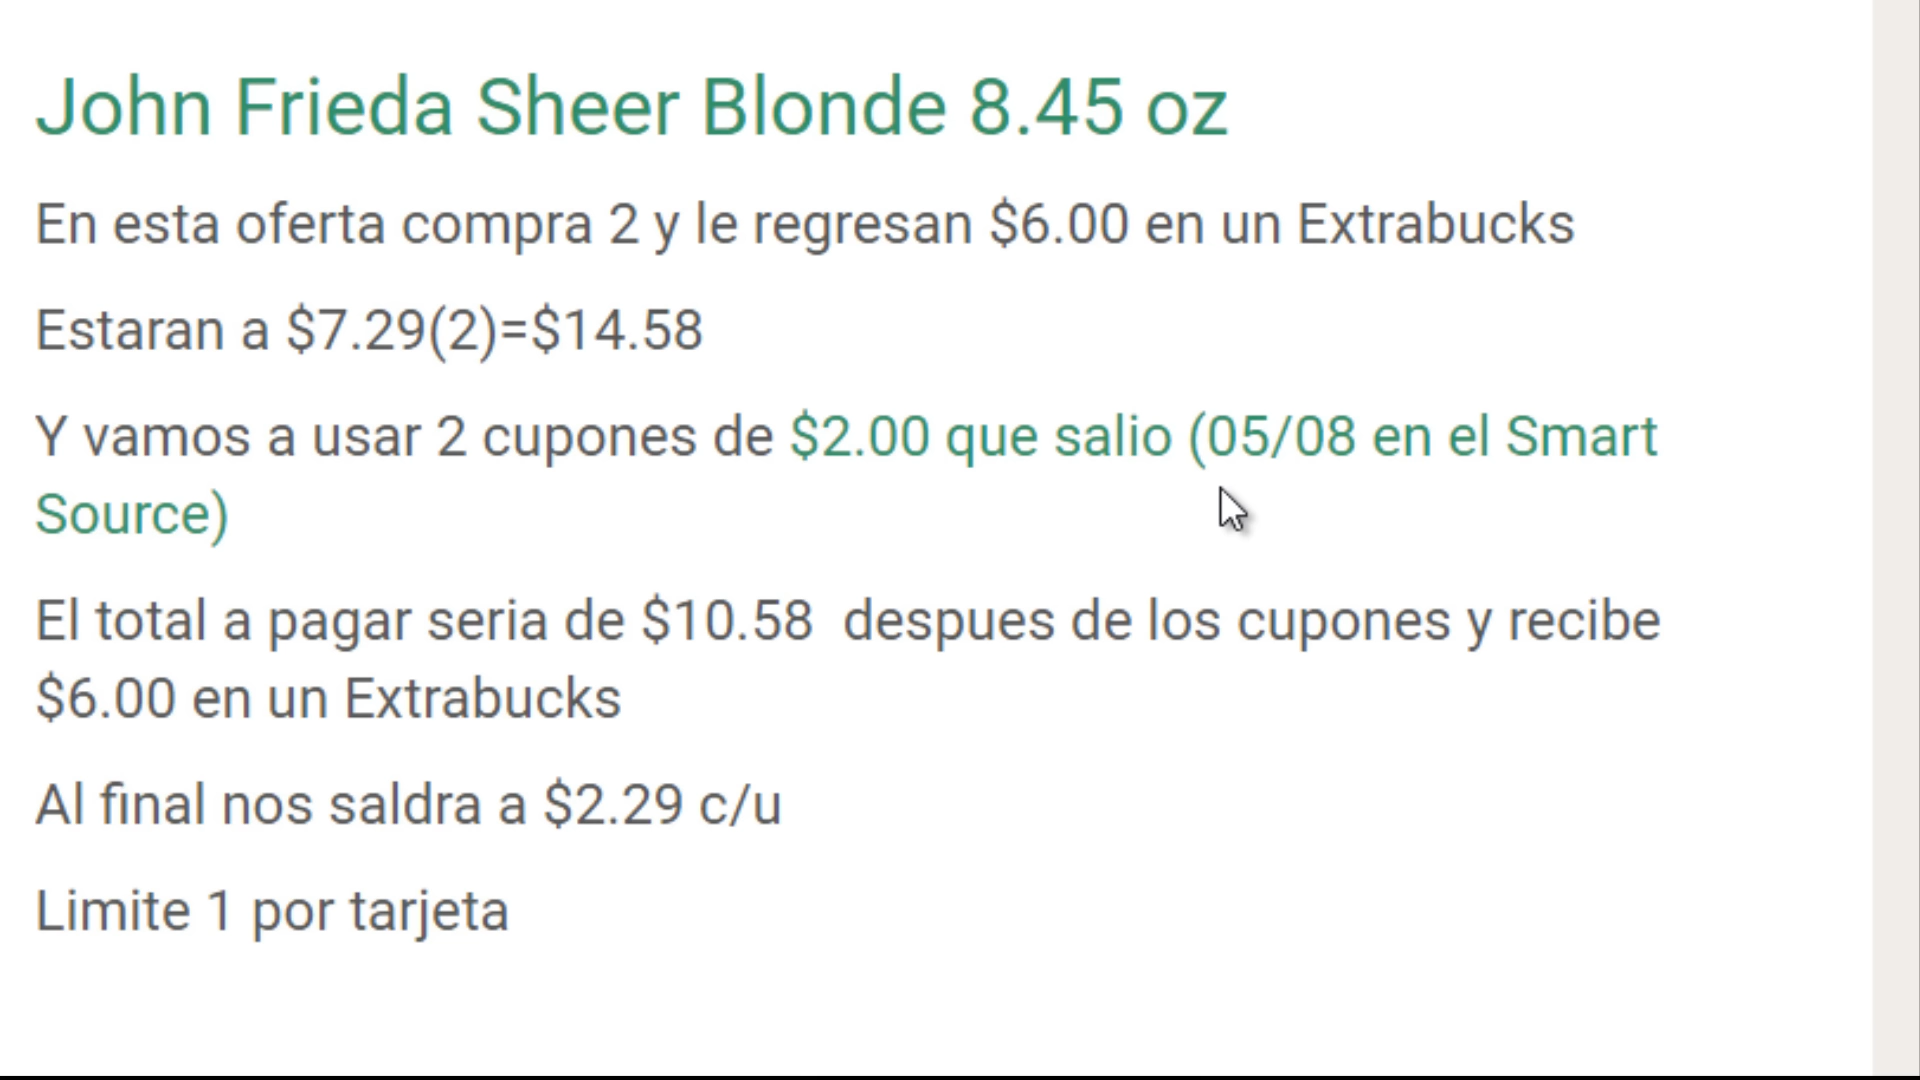 John Frieda Sheer Blonde 8.45 oz
En esta oferta compra 2 y le regresan $6.00 en un Extrabucks
Estaran a $7.29(2)=$14.58
Y vamos a usar 2 cupones de $2.00 que salio (05/08 en el Smart
Source)
El total a pagar seria de $10.58  despues de los cupones y recibe
$6.00 en un Extrabucks
Al final nos saldra a $2.29 c/u
Limite 1 por tarjeta